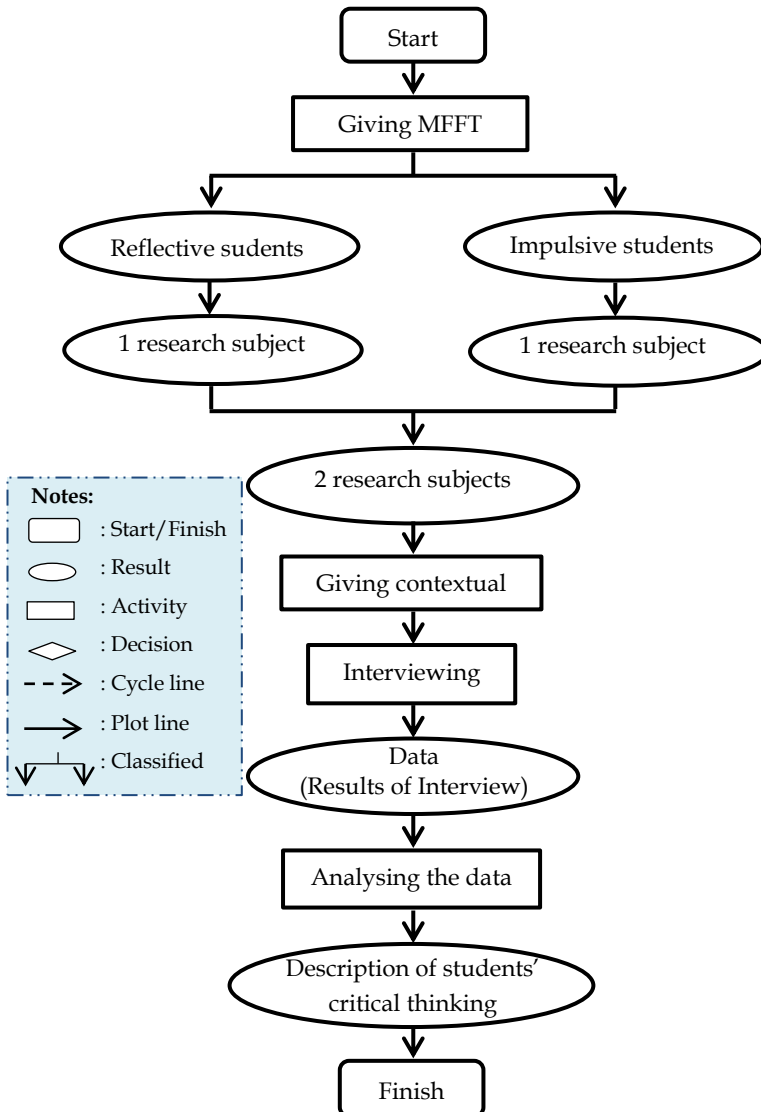 Start
Giving MFFT
Reflective sudents
Impulsive students
1 research subject
1 research subject
2 research subjects
Notes:
: Start/Finish
: Result
: Activity
: Decision
: Cycle line
: Plot line
: Classified
Giving contextual
Interviewing
Data
(Results of Interview)
Analysing the data
Description of students’
critical thinking
Finish